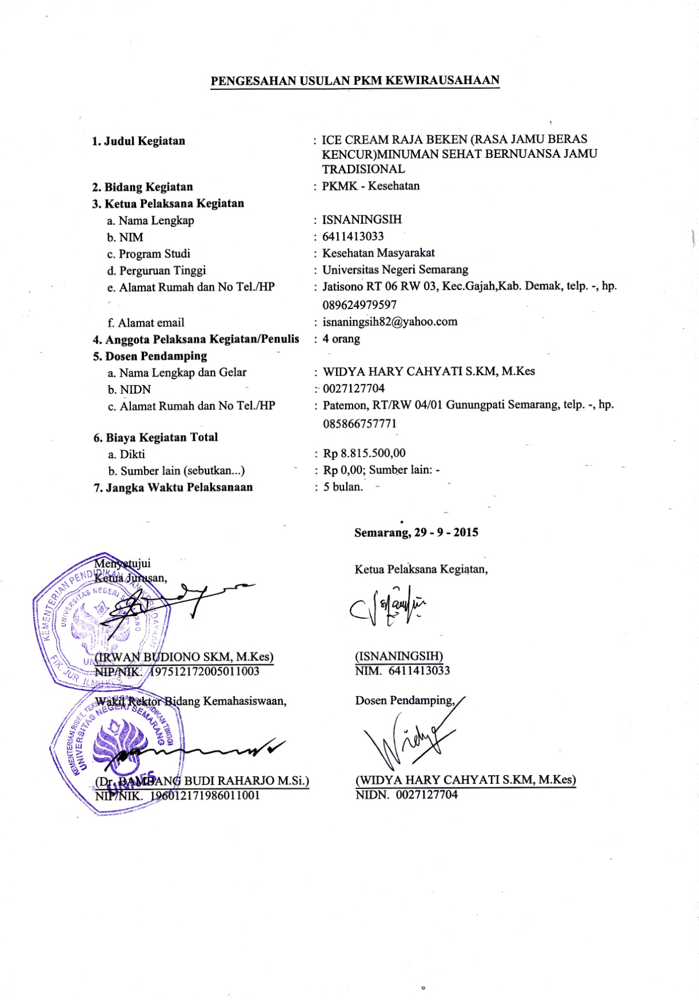 PENGESAHAN USULAN PKM KEWIRAUSAHAAN
1. Judul Kegiatan : ICE CREAM RAJA BEKEN (RASA JAMU BERAS
KENCUR)MINUMAN SEHAT BERNUANSA JAMU
TRADISIONAL
2. Bidang Kegiatan : PKMK - Kesehatan
3. Ketua Pelaksana Kegiatan
a. Nama Lengkap : ISNANINGSIH
b. NIM : 6411413033
c. Program Studi : Kesehatan Masyarakat
d. Perguruan Tinggi : Universitas Negeri Semarang
e. Alamat Rumah dan No Tel./HP : Jatisono RT 06 RW 03, Kec.Gajah,Kab. Demak, telp. -, hp.
089624979597
f. Alamat email : isnaningsih82@yahoo.com
4. Anggota Pelaksana Kegiatan/Penulis : 4 orang
5. Dosen Pendamping
a. Nama Lengkap dan Gelar : WIDYA HARY CAHYATI S.KM, M.Kes
b. NIDN : 0027127704
c. Alamat Rumah dan No Tel./HP : Patemon, RT/RW 04/01 Gunungpati Semarang, telp. -, hp.
085866757771
6. Biaya Kegiatan Total
a. Dikti : Rp 8.815.500,00
b. Sumber lain (sebutkan...) : Rp 0,00; Sumber lain: -
7. Jangka Waktu Pelaksanaan : 5 bulan.
Semarang, 29 - 9 - 2015
Menyetujui
Ketua Jurusan,
Ketua Pelaksana Kegiatan,
KEMENTERIAN PENDIDIKAN DAN KEBUDAYAAN
UNIVERSITAS NEGERI SEMARANG
FIK. JUR ILMU KES
(IRWAN BUDIONO SKM, M.Kes)
NIP/NIK. 197512172005011003
(ISNANINGSIH)
NIM. 6411413033
Wakil Rektor Bidang Kemahasiswaan,
Dosen Pendamping,
KEMENTERIAN RISET, TEKNOLOGI DAN PENDIDIKAN TINGGI
UNIVERSITAS NEGERI SEMARANG
UNNES
Widya
(Dr. BAMBANG BUDI RAHARJO M.Si.)
NIP/NIK. 196012171986011001
(WIDYA HARY CAHYATI S.KM, M.Kes)
NIDN. 0027127704